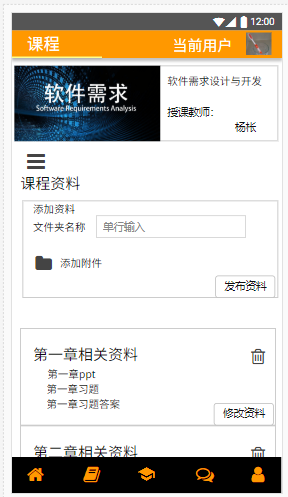 12:00
课程 当前用户
软件需求
Software Requirements Analysis
软件需求设计与开发
授课教师:
杨枨
课程资料
添加资料
文件夹名称 单行输入
添加附件
发布资料
第一章相关资料
第一章ppt
第一章习题
第一章习题答案
修改资料
第二章相关资料